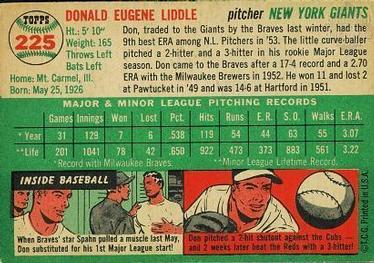 TOPPS
225
DONALD EUGENE LIDDLE pitcher NEW YORK GIANTS
Ht.: 5' 10"
Weight: 165
Throws Left
Bats Left
Home: Mt. Carmel, Ill.
Born: May 25, 1926
Don, traded to the Giants by the Braves last winter, had the
9th best ERA among N.L. Pitchers in '53. The little curve-baller
pitched a 2-hitter and a 3-hitter in his rookie Major League
season. Don came to the Braves after a 17-4 record and a 2.70
ERA with the Milwaukee Brewers in 1952. He won 11 and lost 2
at Pawtucket in '49 and was 14-6 at Hartford in 1951.
MAJOR & MINOR LEAGUE PITCHING RECORDS
Games Innings Won Lost Pct. Hits Runs E.R. S.O. Walks E.R.A.
* Year 31 129 7 6 .538 119 54 44 63 55 3.07
**Life 201 1041 78 50 .622 922 454 373 883 561 3.22
*Record with Milwaukee Braves. **Minor League Lifetime Record.
INSIDE BASEBALL
When Braves' star Spahn pulled a muscle last May,
Don substituted for his 1st Major League start!
Don pitched a 2-hit shutout against the Cubs —
and 2 weeks later beat the Reds with a 3-hitter!
© T.C.G. Printed in U.S.A.